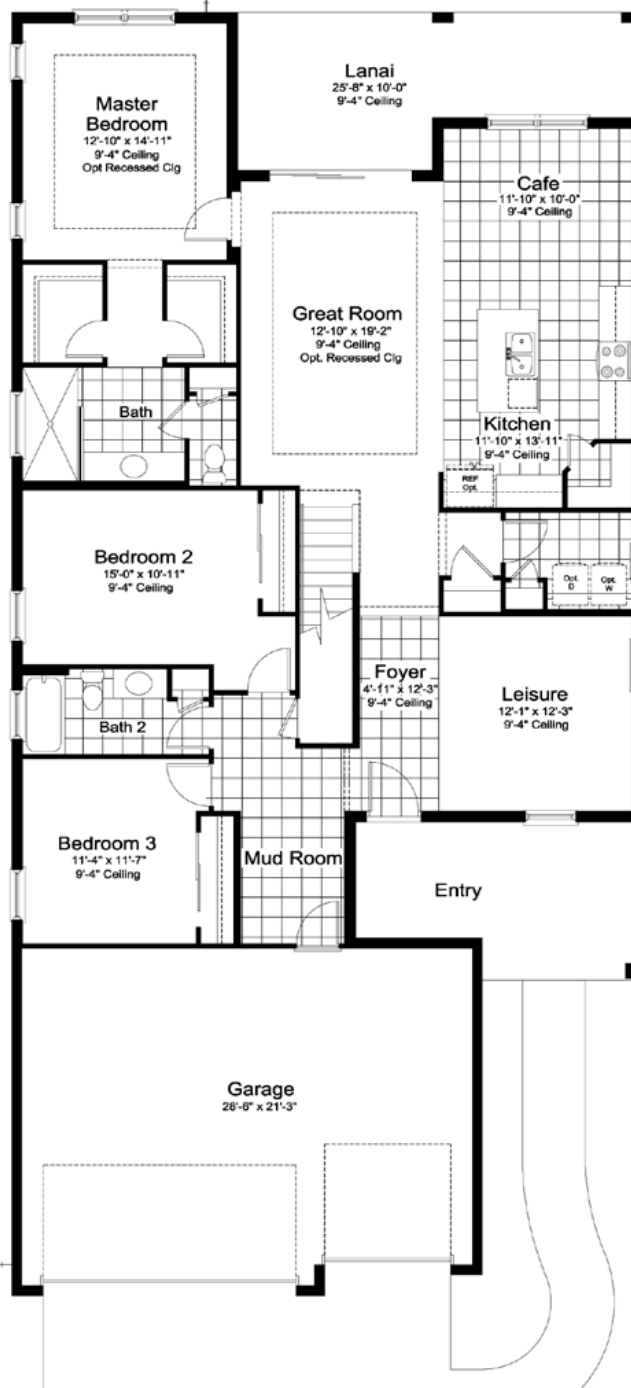 Lanai
25'-8" x 10'-0"
9'-4" Ceiling
Master
Bedroom
12'-10" x 14'-11"
9'-4" Ceiling
Opt Recessed Clg
Cafe
11'-10" x 10'-0"
9'-4" Ceiling
Great Room
12'-10" x 19'-2"
9'-4" Ceiling
Opt. Recessed Clg
Bath
Kitchen
11'-10" x 13'-11"
9'-4" Ceiling
REF
Opt.
Bedroom 2
15'-0" x 10'-11"
9'-4" Ceiling
Opt.
D
Opt.
W
Foyer
4'-11" x 12'-3"
9'-4" Ceiling
Leisure
12'-1" x 12'-3"
9'-4" Ceiling
Bath 2
Bedroom 3
11'-4" x 11'-7"
9'-4" Ceiling
Mud Room
Entry
Garage
28'-6" x 21'-3"